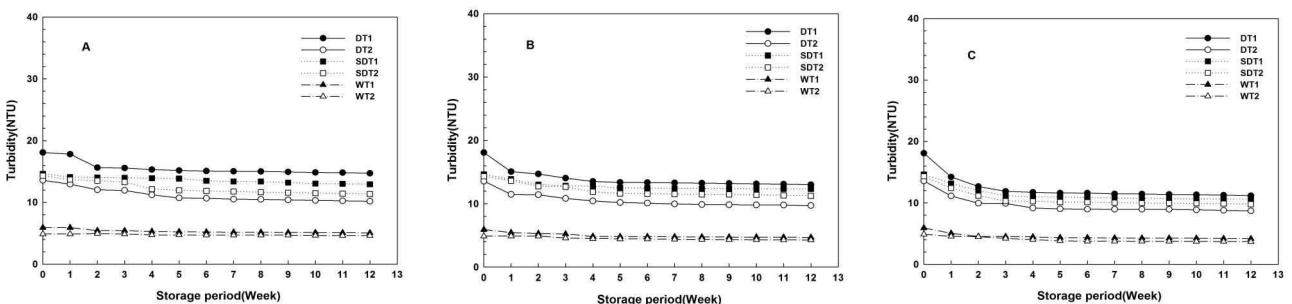 40
30
20
10
0
Turbidity(NTU)
A
DT1
DT2
SDT1
SDT2
WT1
WT2
0 1 2 3 4 5 6 7 8 9 10 11 12 13
Storage period(Week)
40
30
20
10
0
Turbidity(NTU)
B
DT1
DT2
SDT1
SDT2
WT1
WT2
0 1 2 3 4 5 6 7 8 9 10 11 12 13
Storage period(Week)
40
30
20
10
0
Turbidity(NTU)
C
DT1
DT2
SDT1
SDT2
WT1
WT2
0 1 2 3 4 5 6 7 8 9 10 11 12 13
Storage period(Week)